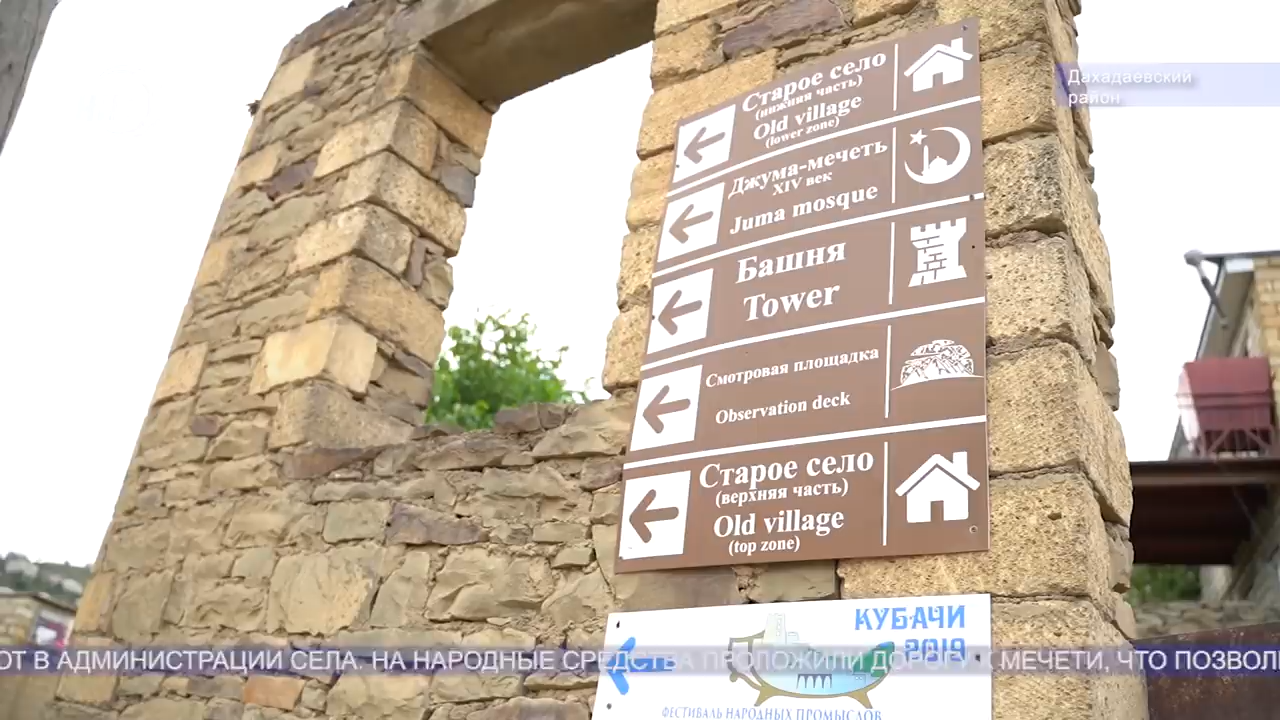 Дахадаевский
район
Старое село
(нижняя часть)
Old village
(lower zone)
Джума-мечеть
XIV век
Juma mosque
Башня
Tower
Смотровая площадка
Observation deck
Старое село
(верхняя часть)
Old village
(top zone)
КУБАЧИ
2019
ОТ В АДМИНИСТРАЦИИ СЕЛА. НА НАРОДНЫЕ СРЕДСТВА ПРОЛОЖИЛИ ДОРОГУ К МЕЧЕТИ, ЧТО ПОЗВОЛ
ФЕСТИВАЛЬ НАРОДНЫХ ПРОМЫСЛОВ